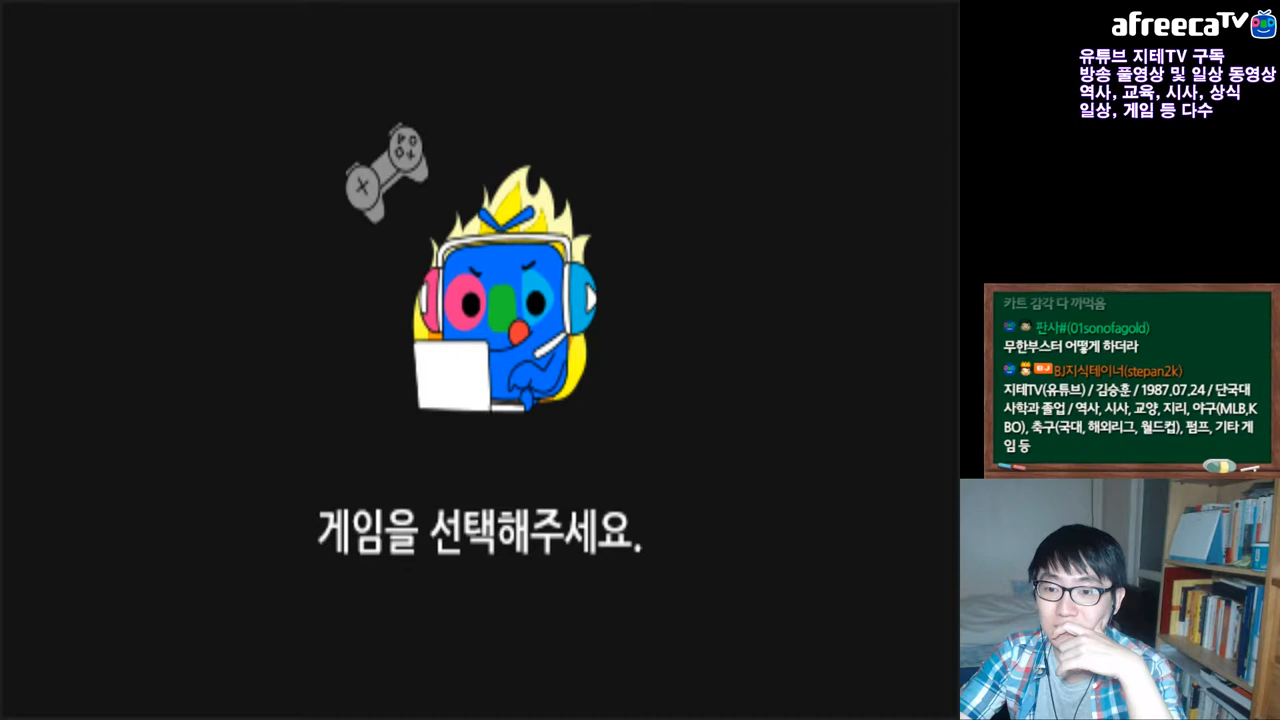 afreecaTV
유튜브 지테TV 구독
방송 풀영상 및 일상 동영상
역사, 교육, 시사, 상식
일상, 게임 등 다수
카트 감각 다 까먹음
판사#(01sonofagold)
무한부스터 어떻게 하더라
BJ BJ지식테이너(stepan2k)
지테TV(유튜브) / 김승훈 / 1987.07.24 / 단국대
사학과 졸업 / 역사, 시사, 교양, 지리, 야구(MLB,K
BO), 축구(국대, 해외리그, 월드컵), 펌프, 기타 게
임 등
게임을 선택해주세요.